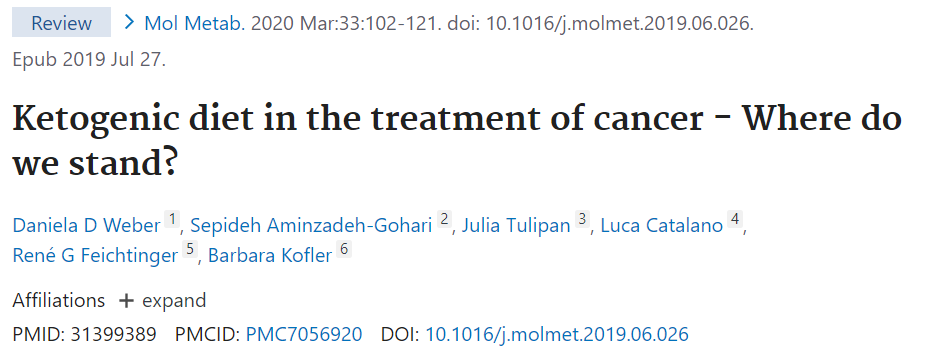 Review > Mol Metab. 2020 Mar:33:102-121. doi: 10.1016/j.molmet.2019.06.026.
Epub 2019 Jul 27.
Ketogenic diet in the treatment of cancer - Where do
we stand?
Daniela D Weber 1, Sepideh Aminzadeh-Gohari 2, Julia Tulipan 3, Luca Catalano 4,
René G Feichtinger 5, Barbara Kofler 6
Affiliations + expand
PMID: 31399389 PMCID: PMC7056920 DOI: 10.1016/j.molmet.2019.06.026